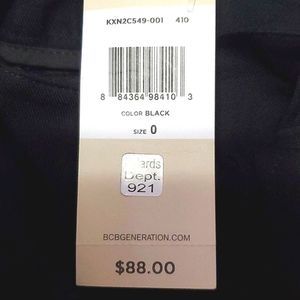 KXN2C549-001 410
8 84364 98410 3
COLOR BLACK
SIZE 0
Dept.
921
BCBGENERATION.COM
$88.00